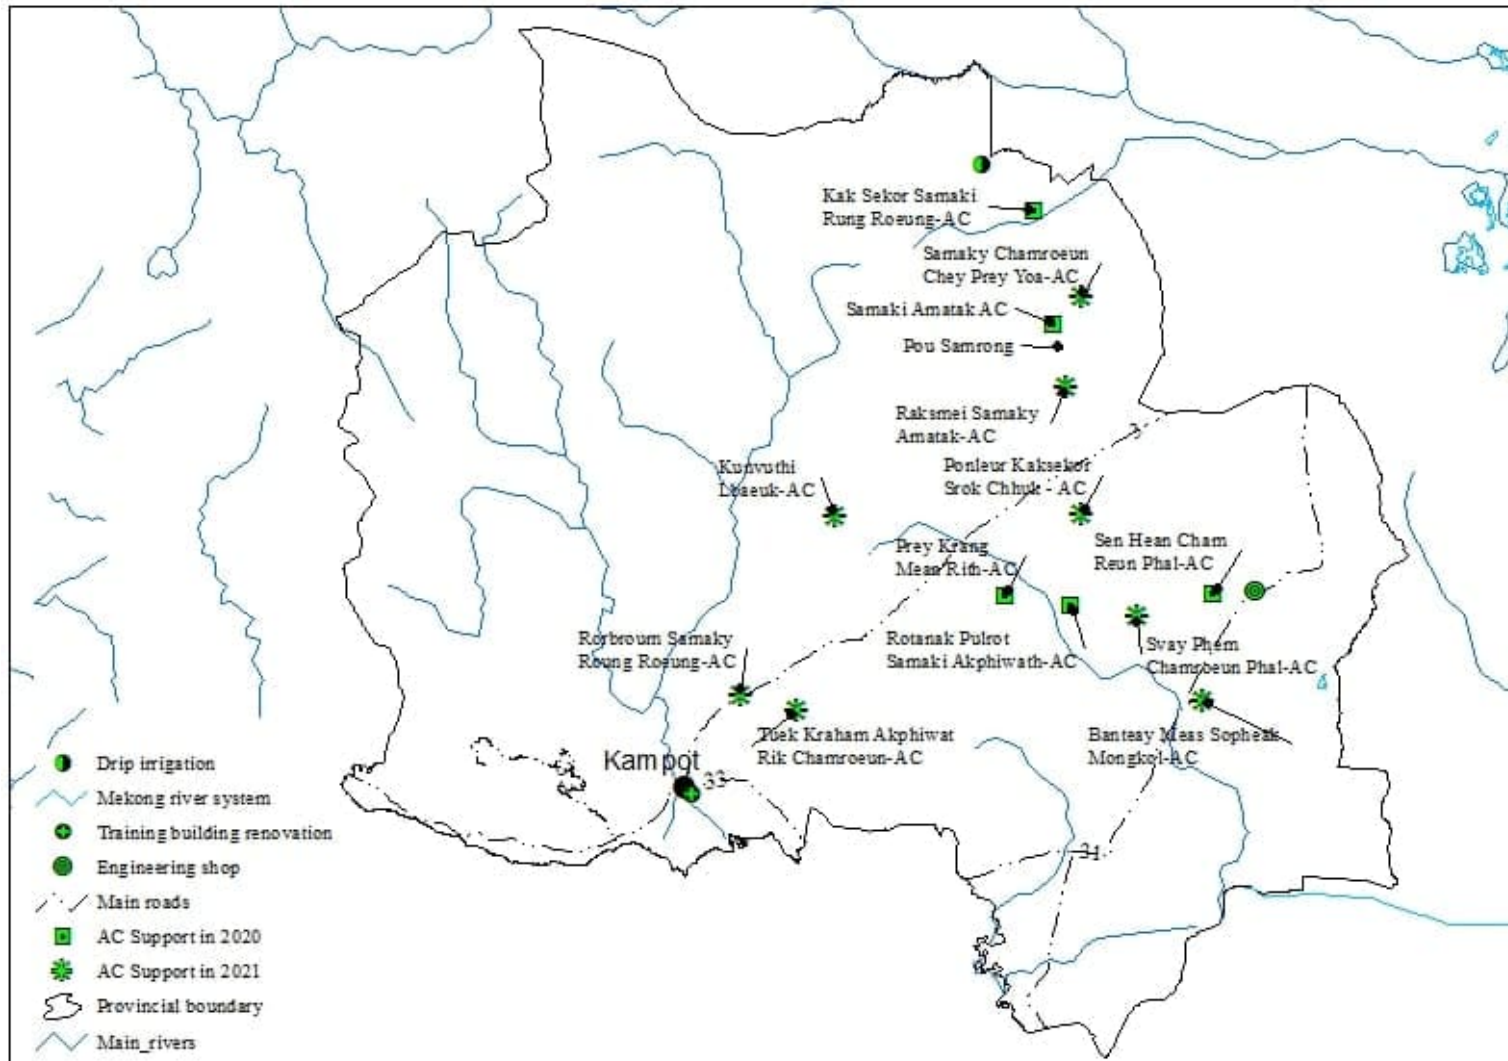 Kak Sekor Samaki
Rung Roeung-AC
Samaky Chamroeun
Chey Prey Yoa-AC
Samaki Amatak AC
Pou Samrong
Raksmei Samaky
Amatak-AC
3
Kunvuthi
Lbaeuk-AC
Ponleur Kaksekor
Srok Chhuk - AC
Prey Krang
Mean Rith-AC
Sen Hean Cham
Reun Phal-AC
Rorbroum Samaky
Roung Roeung-AC
Rotanak Pulrot
Samaki Akphiwath-AC
Svay Phem
Chamroeun Phal-AC
Tuek Kraham Akphiwat
Rik Chamroeun-AC
Banteay Meas Sopheak
Mongkol-AC
Kampot
33
31
Drip irrigation
Mekong river system
Training building renovation
Engineering shop
Main roads
AC Support in 2020
AC Support in 2021
Provincial boundary
Main_rivers